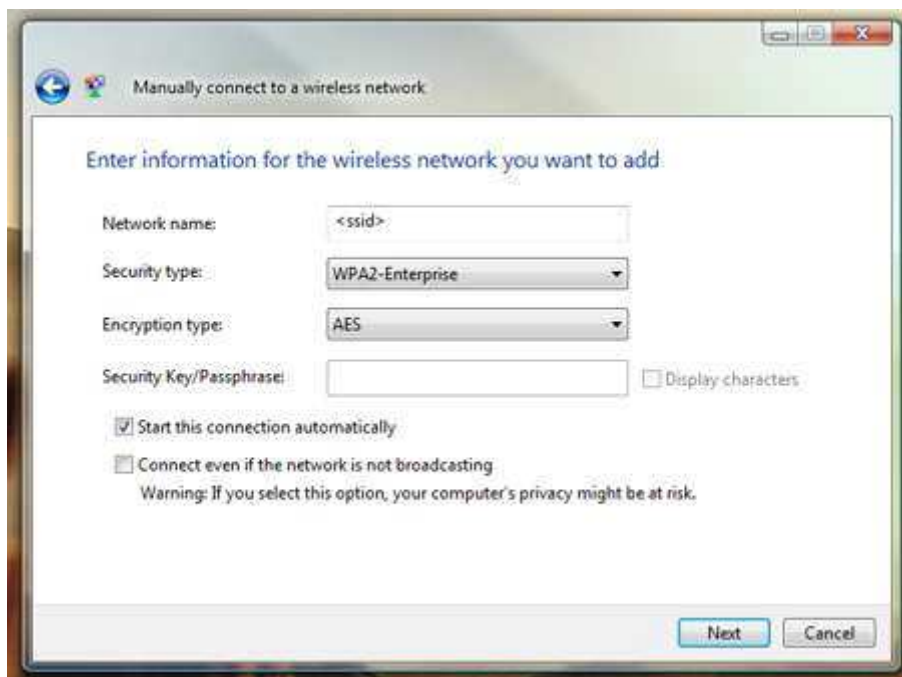 Manually connect to a wireless network
Enter information for the wireless network you want to add
Network name: <ssid>
Security type: WPA2-Enterprise
Encryption type: AES
Security Key/Passphrase: Display characters
Start this connection automatically
Connect even if the network is not broadcasting
Warning: If you select this option, your computer's privacy might be at risk.
Next Cancel